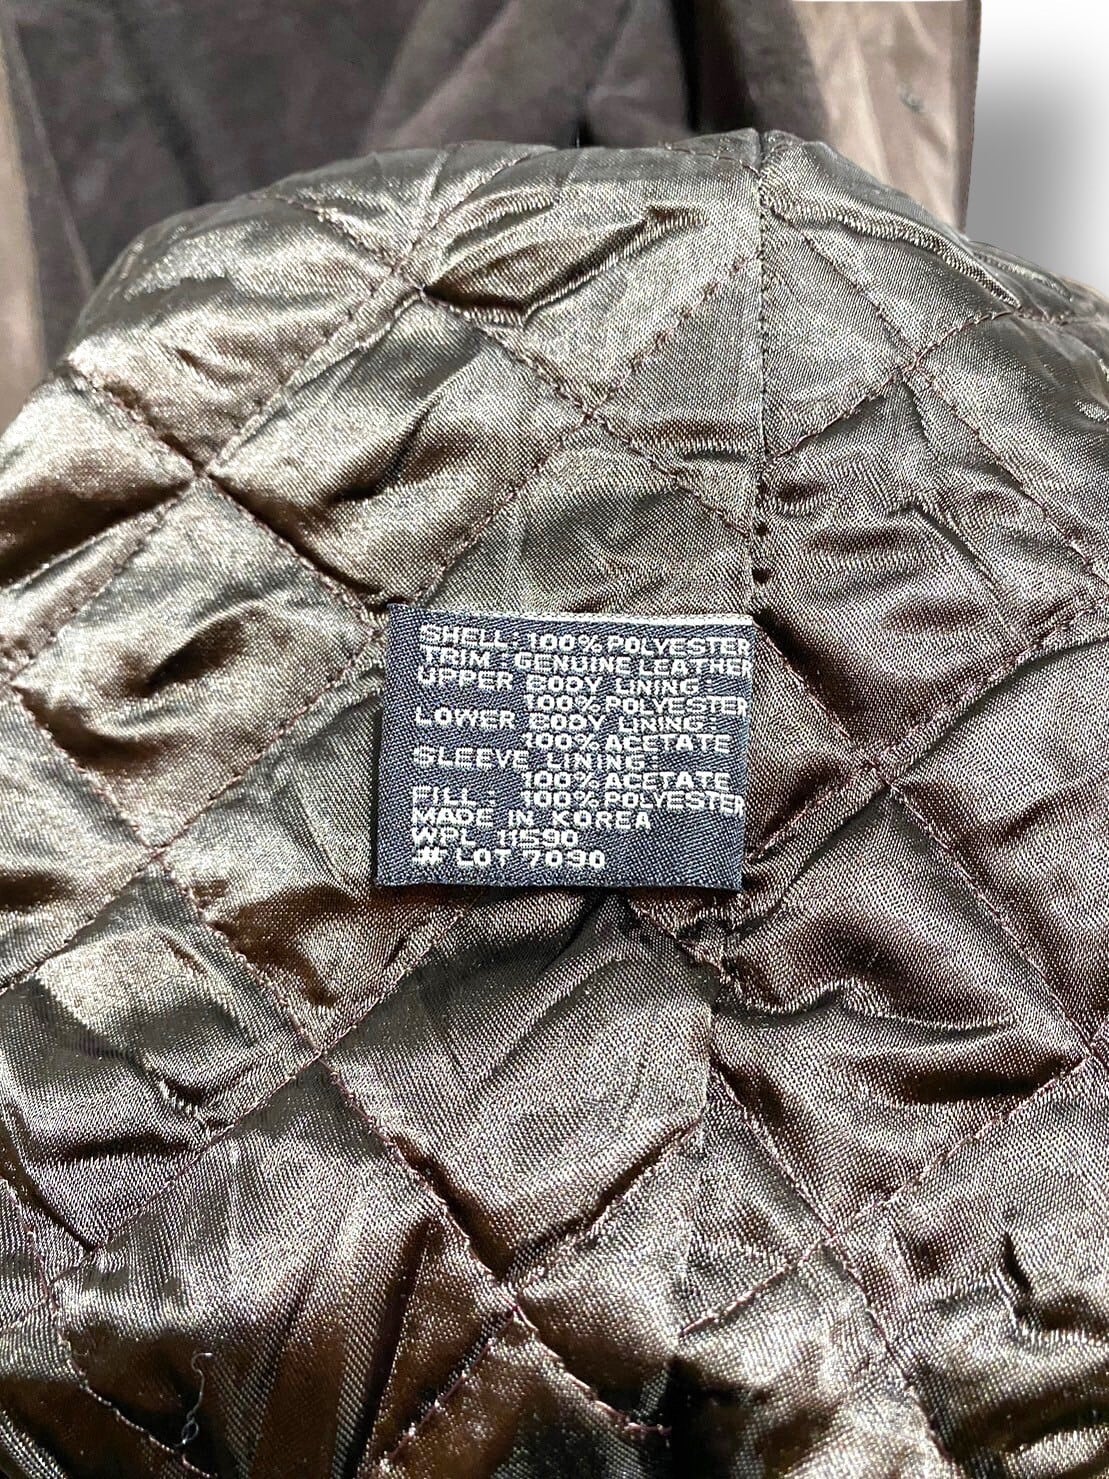 SHELL: 100% POLYESTER
TRIM: GENUINE LEATHER
UPPER BODY LINING
100% POLYESTER
LOWER BODY LINING:
100% ACETATE
SLEEVE LINING:
100% ACETATE
FILL: 100% POLYESTER
MADE IN KOREA
WPL 11590
# LOT 7090